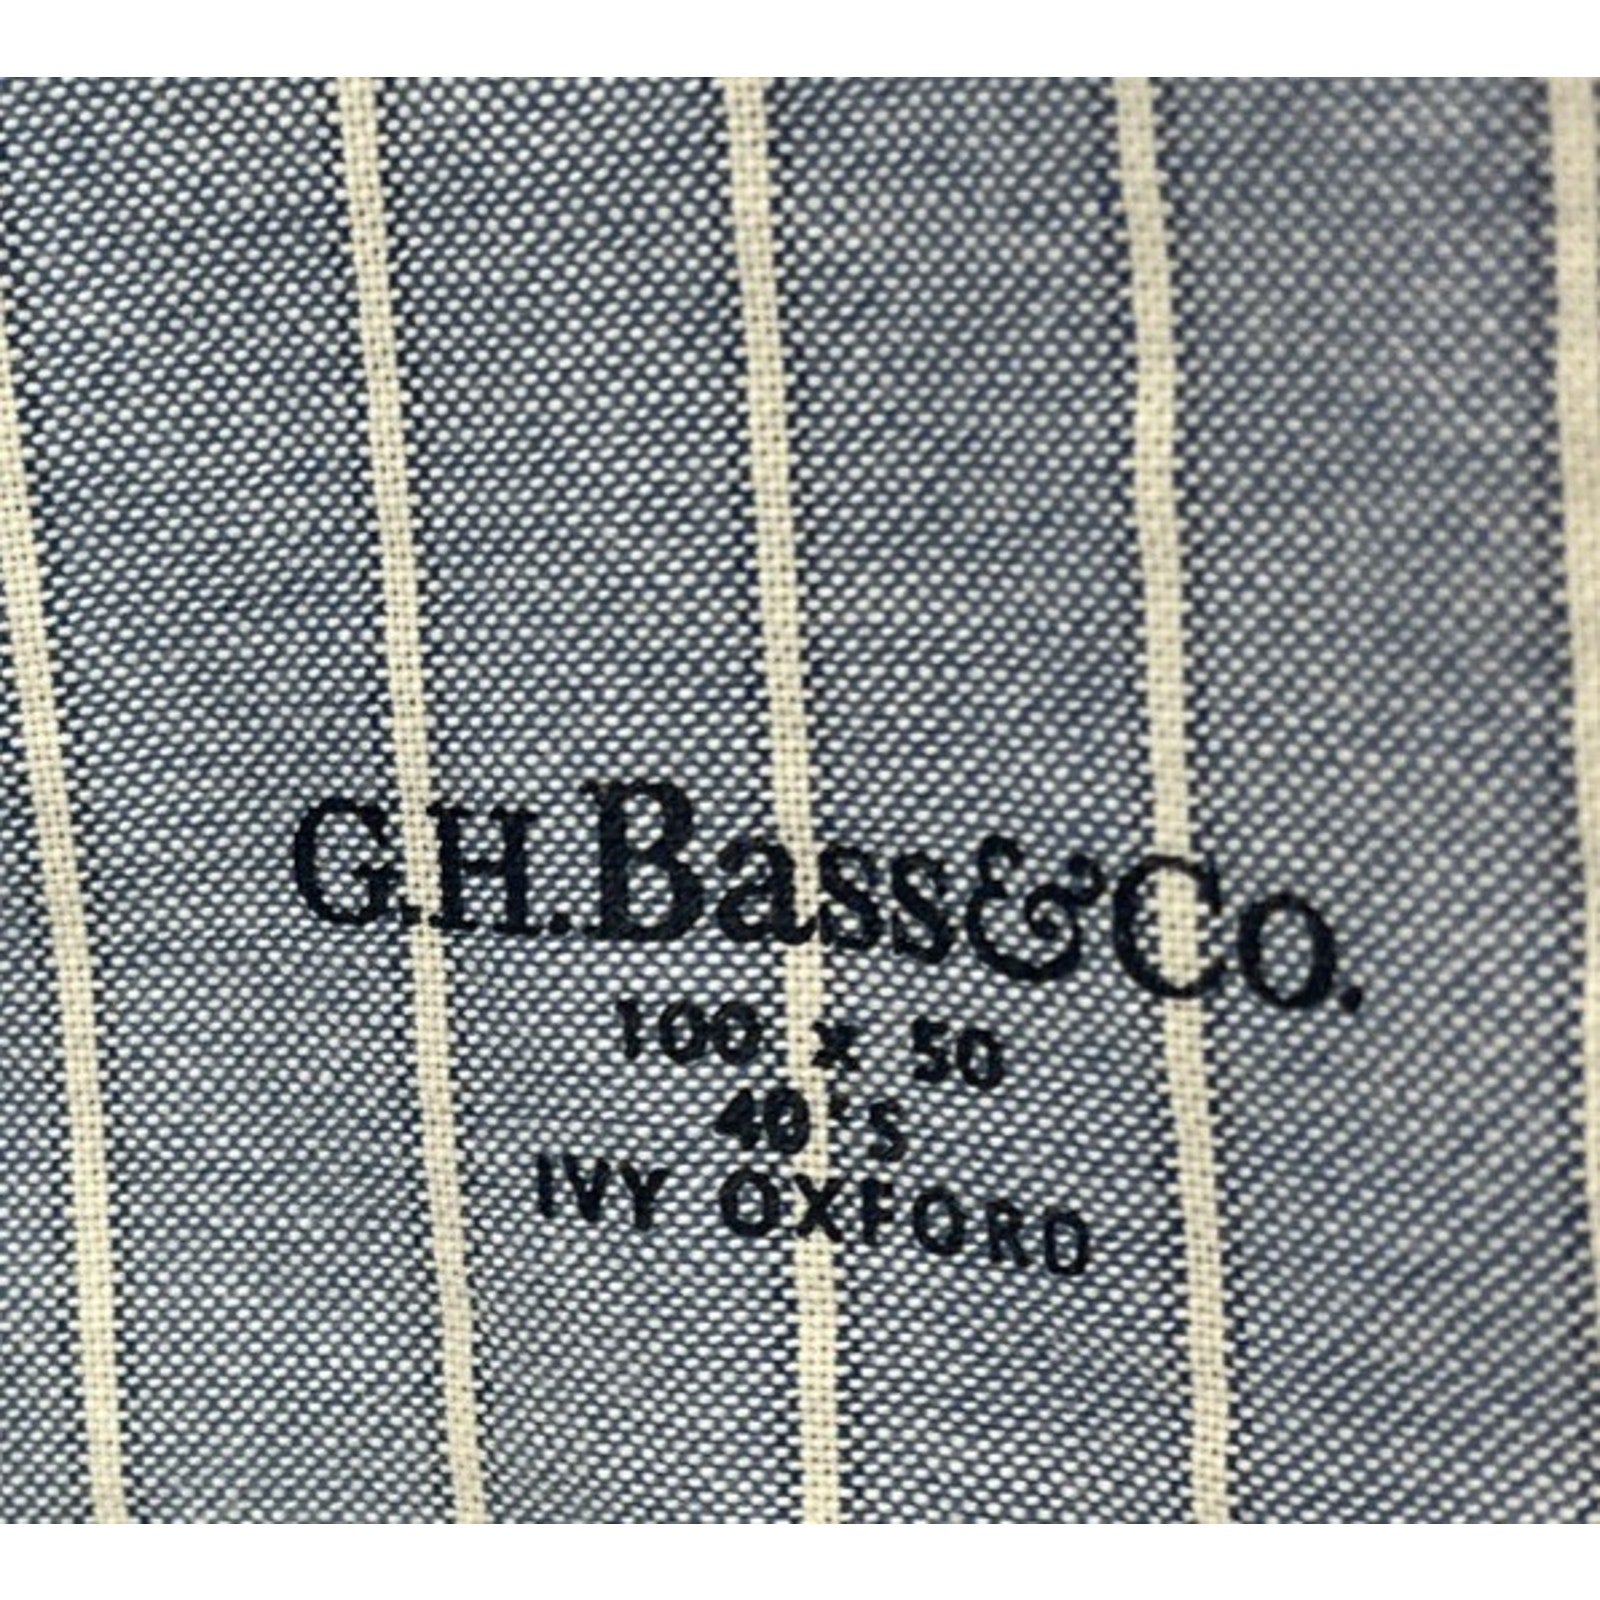 G.H.Bass&Co.
100 x 50
40's
IVY OXFORD